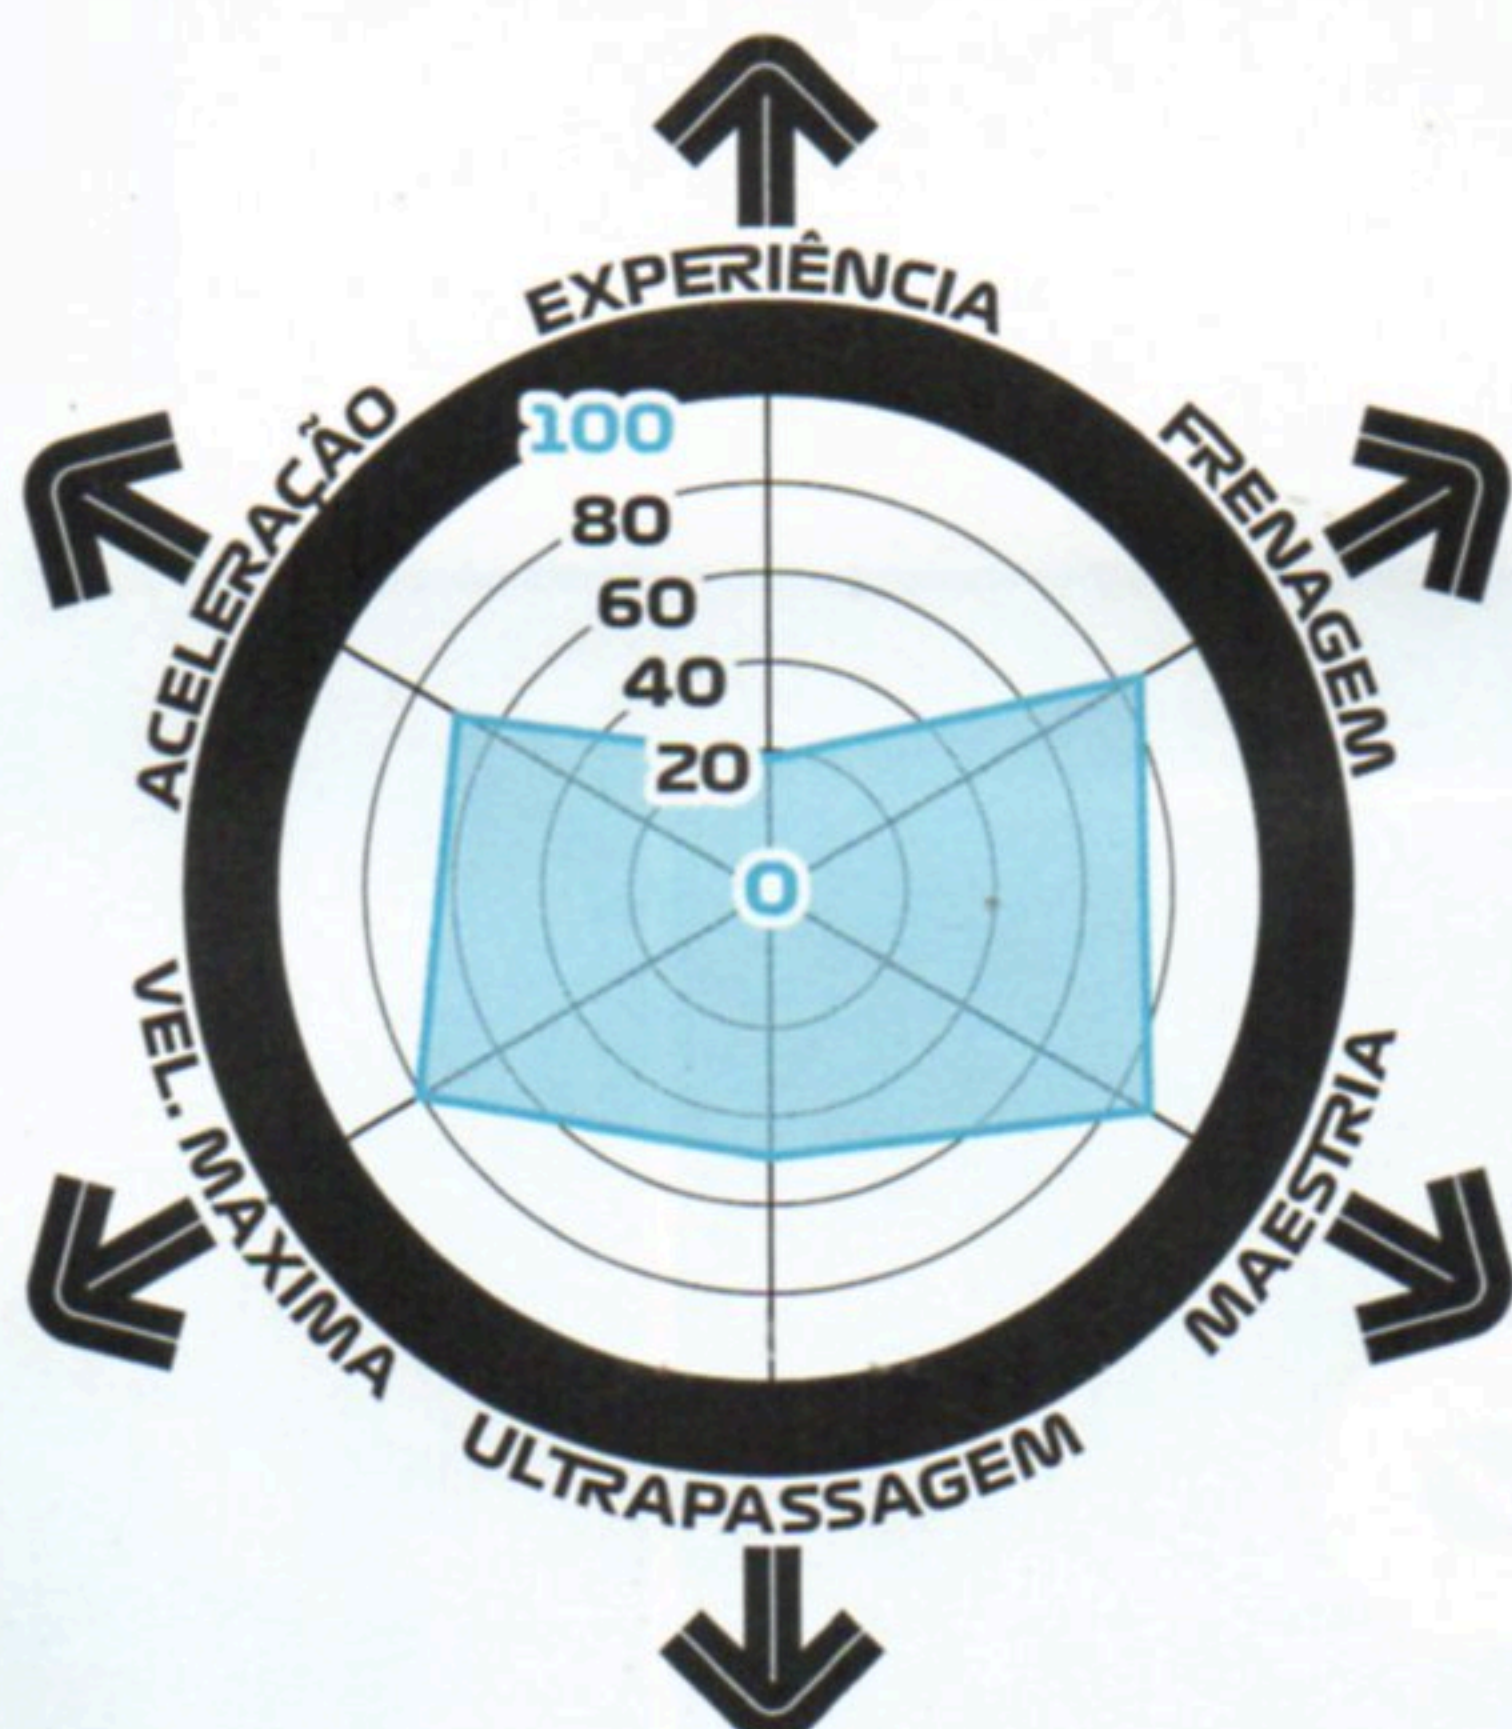 EXPERIÊNCIA
FRENAGEM
ACELERAÇÃO
100
80
60
40
20
0
VEL. MÁXIMA
MAESTRIA
ULTRAPASSAGEM